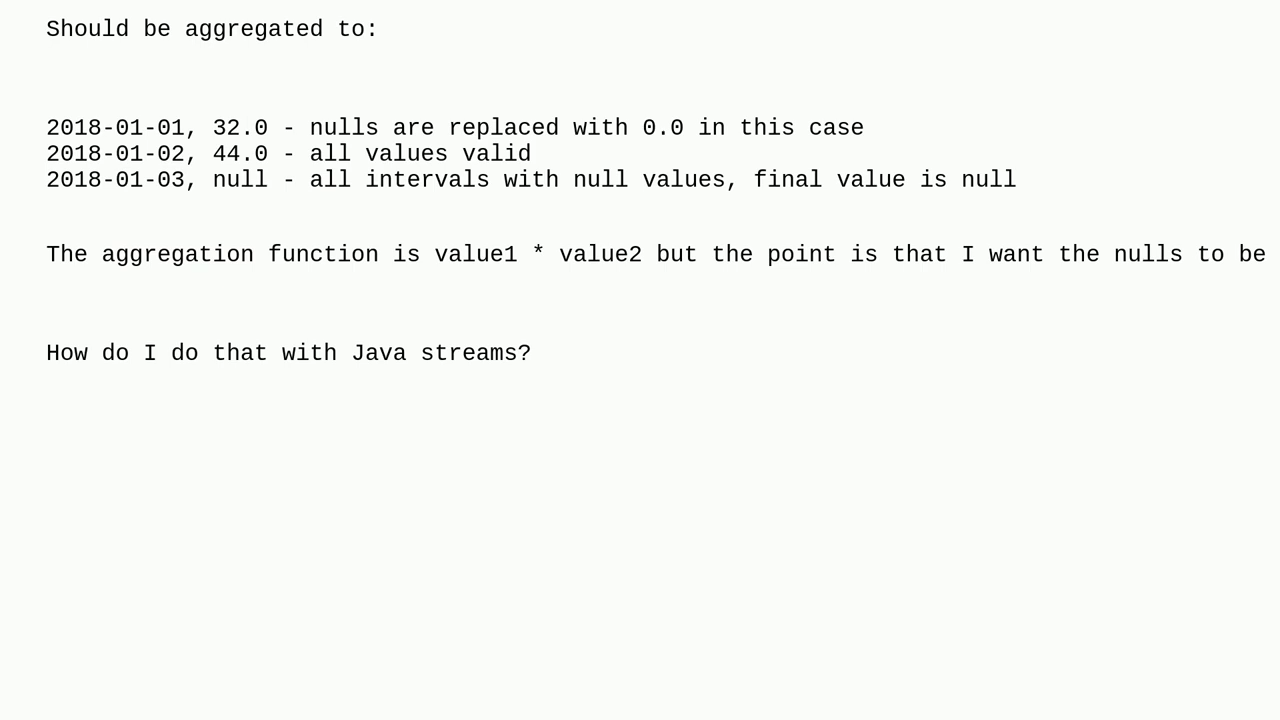 Should be aggregated to:
2018-01-01, 32.0 - nulls are replaced with 0.0 in this case
2018-01-02, 44.0 - all values valid
2018-01-03, null - all intervals with null values, final value is null
The aggregation function is value1 * value2 but the point is that I want the nulls to be
How do I do that with Java streams?